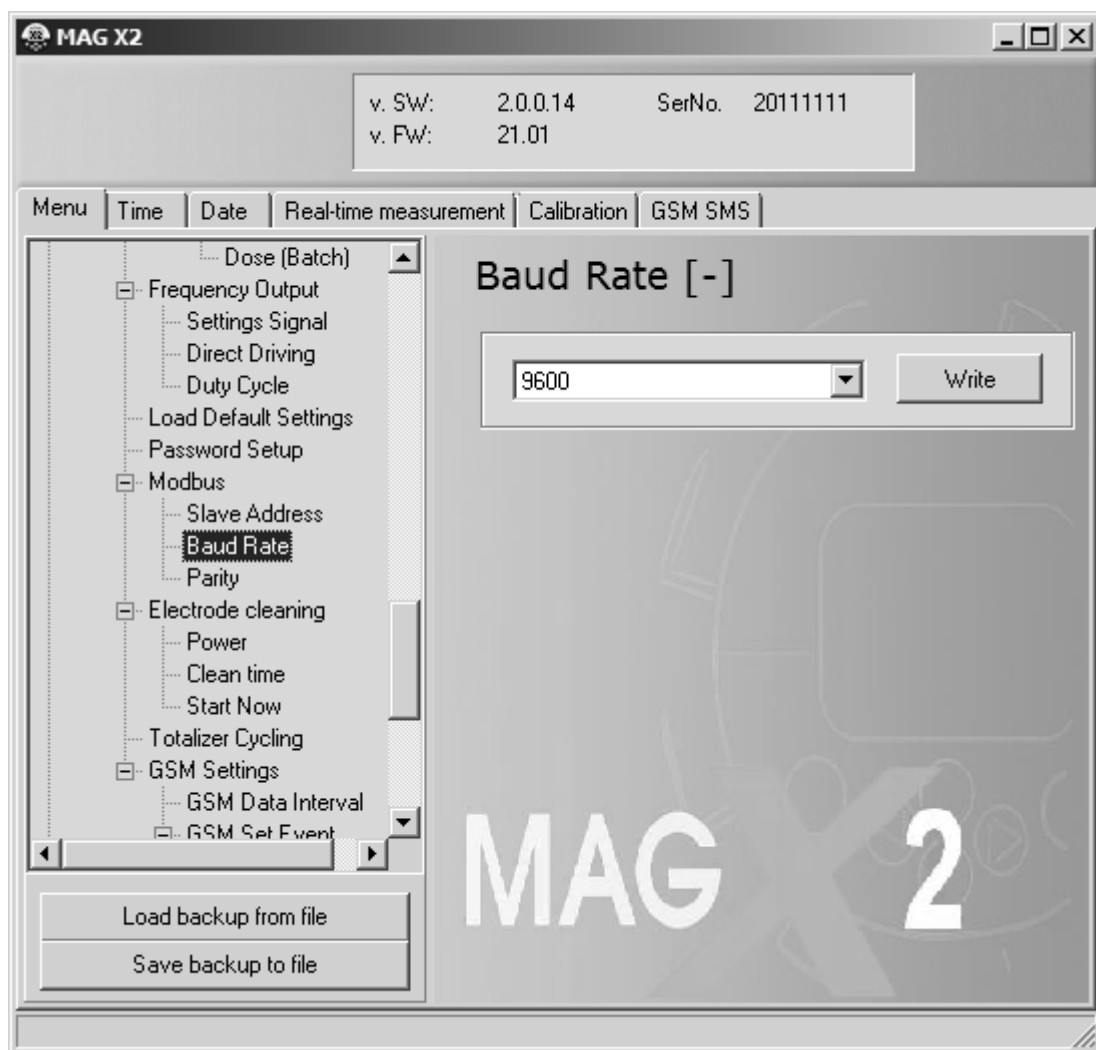 MAG X2
v. SW: 2.0.0.14 SerNo. 20111111
v. FW: 21.01
Menu Time Date Real-time measurement Calibration GSM SMS
Dose (Batch)
Frequency Output
Settings Signal
Direct Driving
Duty Cycle
Load Default Settings
Password Setup
Modbus
Slave Address
Baud Rate
Parity
Electrode cleaning
Power
Clean time
Start Now
Totalizer Cycling
GSM Settings
GSM Data Interval
GSM Set Event
Load backup from file
Save backup to file
Baud Rate [-]
9600 Write
MAG X 2